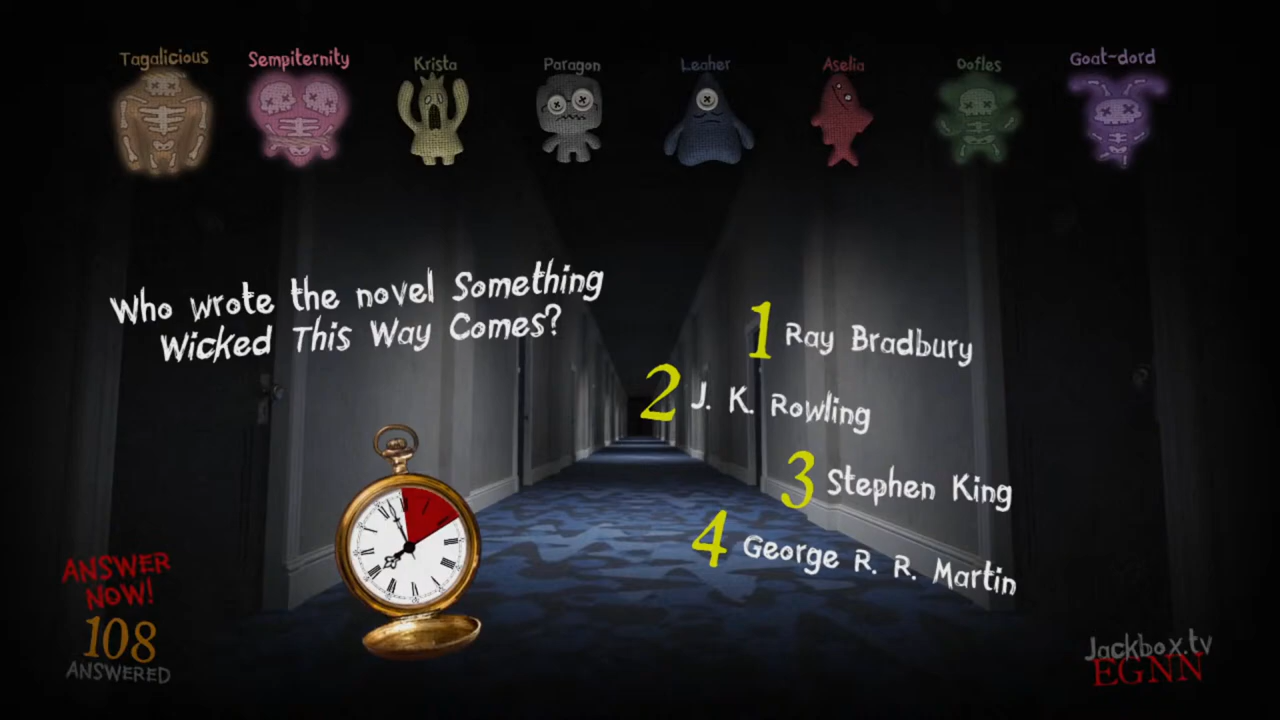 Tagalicious
Sempiternity
Krista
Paragon
Leaher
Aselia
Oofles
Goat-dord
Who wrote the novel Something
Wicked This Way Comes?
1 Ray Bradbury
2 J. K. Rowling
3 Stephen King
4 George R. R. Martin
ANSWER
NOW!
108
ANSWERED
Jackbox.tv
EGNN